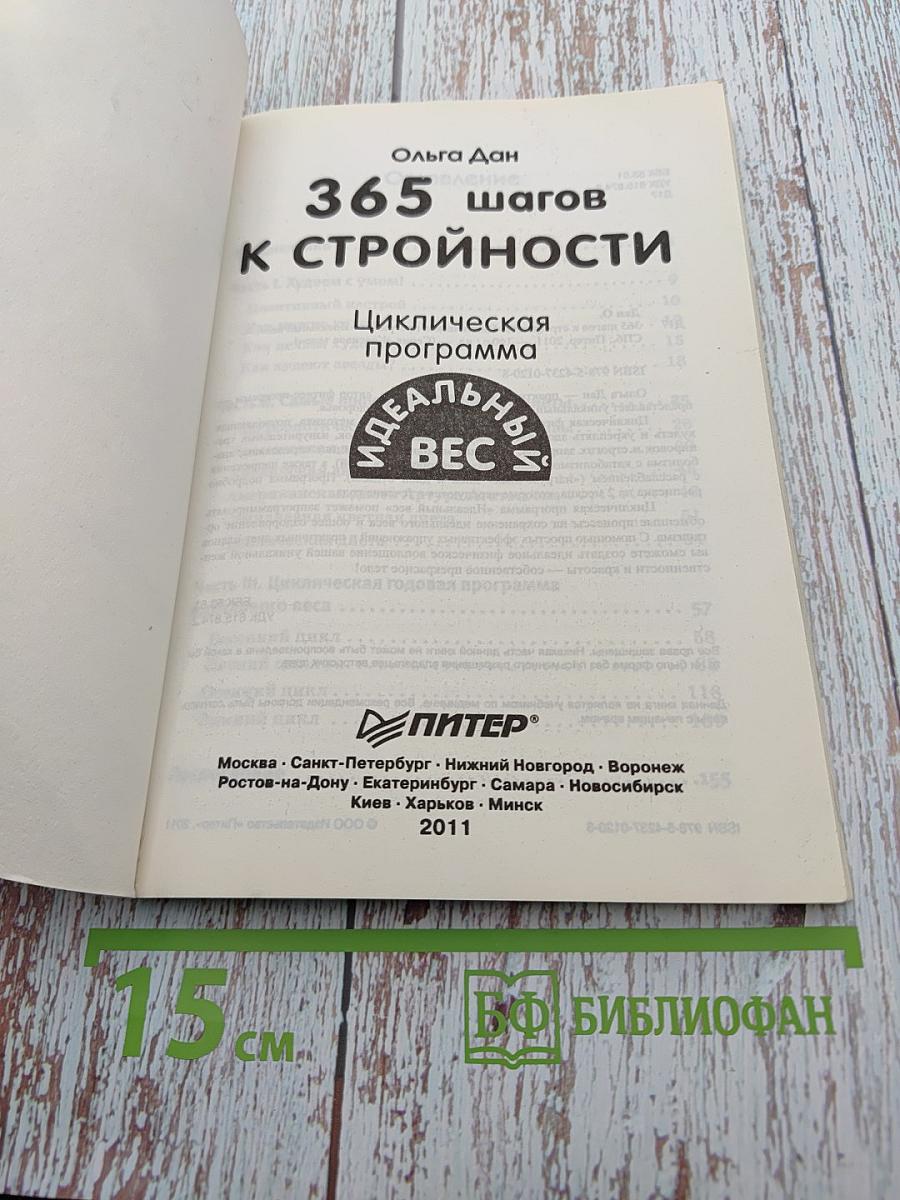 Ольга Дан
365 шагов
к стройности
Циклическая
программа
ИДЕАЛЬНЫЙ
ВЕС
ПИТЕР®
Москва · Санкт-Петербург · Нижний Новгород · Воронеж
Ростов-на-Дону · Екатеринбург · Самара · Новосибирск
Киев · Харьков · Минск
2011
15 см
БФ БИБЛИОФАН